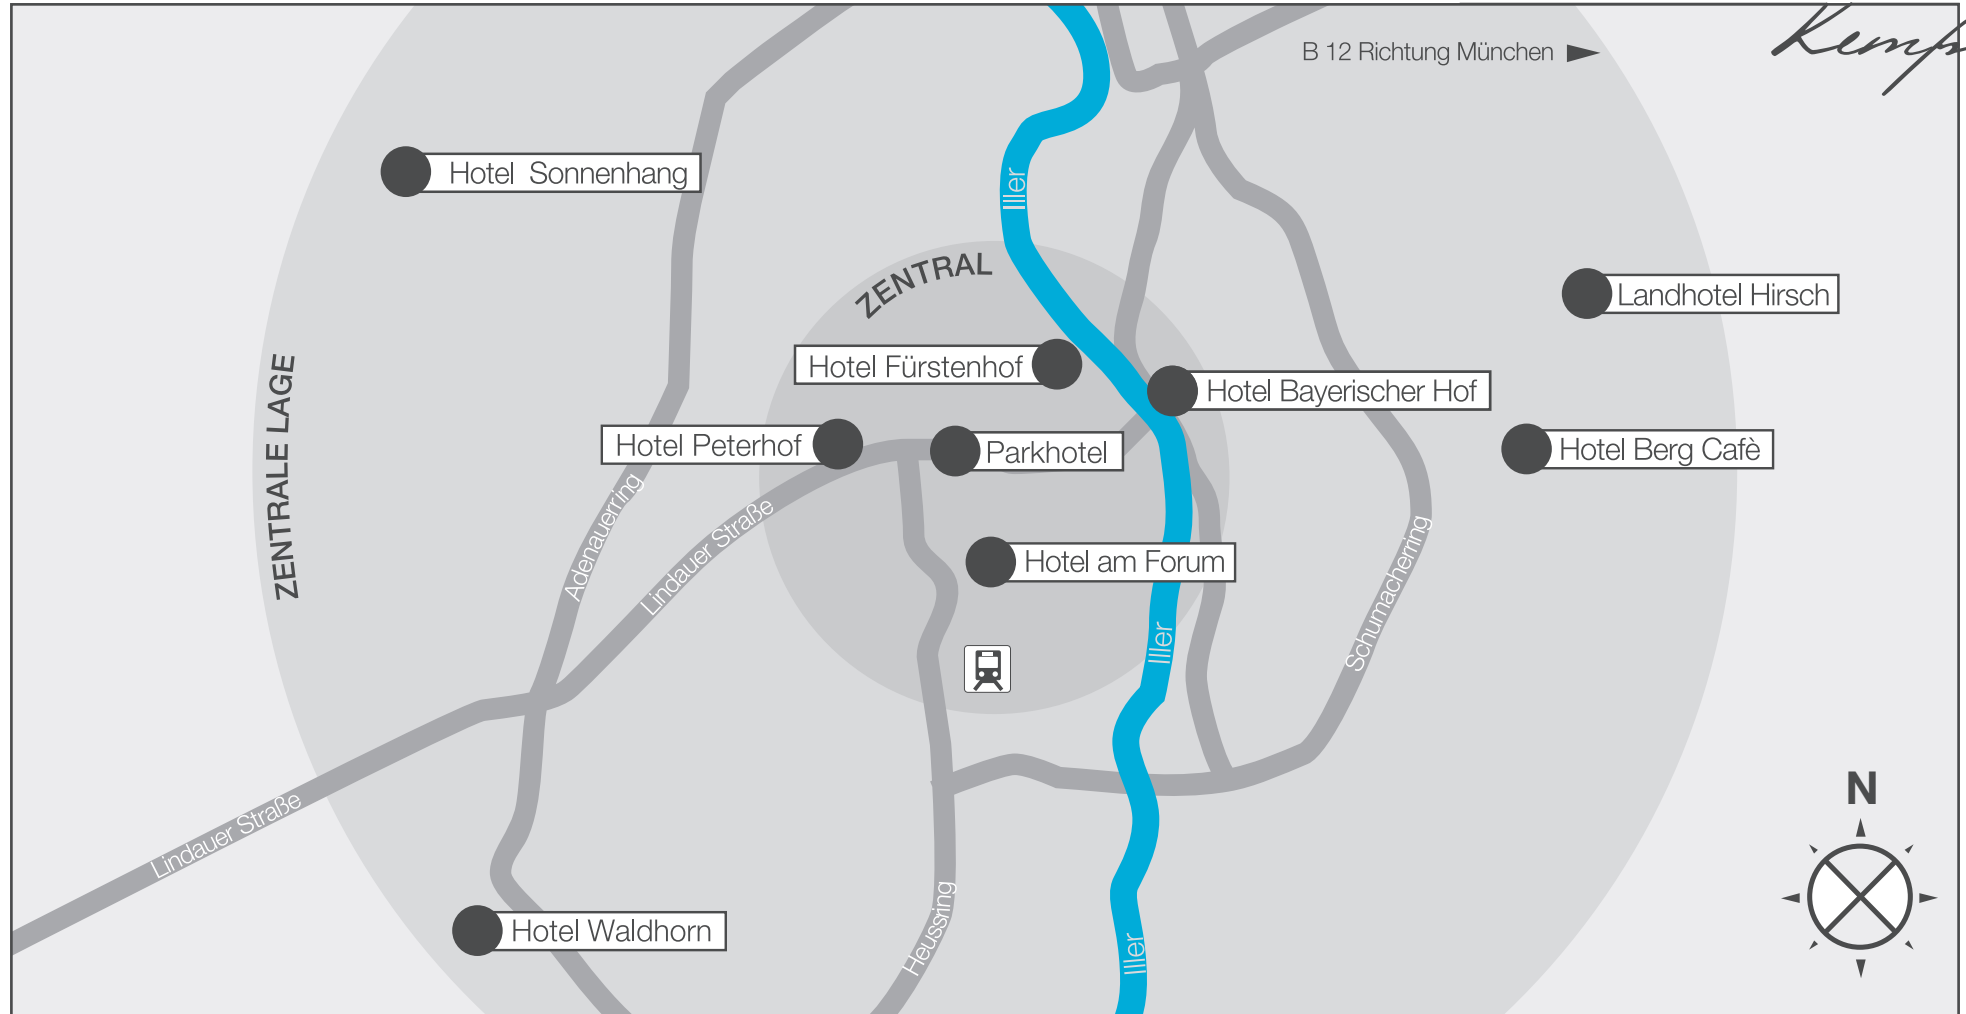 B 12 Richtung München
Hotel Sonnenhang
Iller
ZENTRAL
Landhotel Hirsch
ZENTRALE LAGE
Hotel Fürstenhof
Hotel Bayerischer Hof
Hotel Peterhof
Parkhotel
Hotel Berg Cafè
Adenauerring
Lindauer Straße
Hotel am Forum
Schumacherring
Iller
N
Lindauer Straße
Hotel Waldhorn
Heussring
Iller